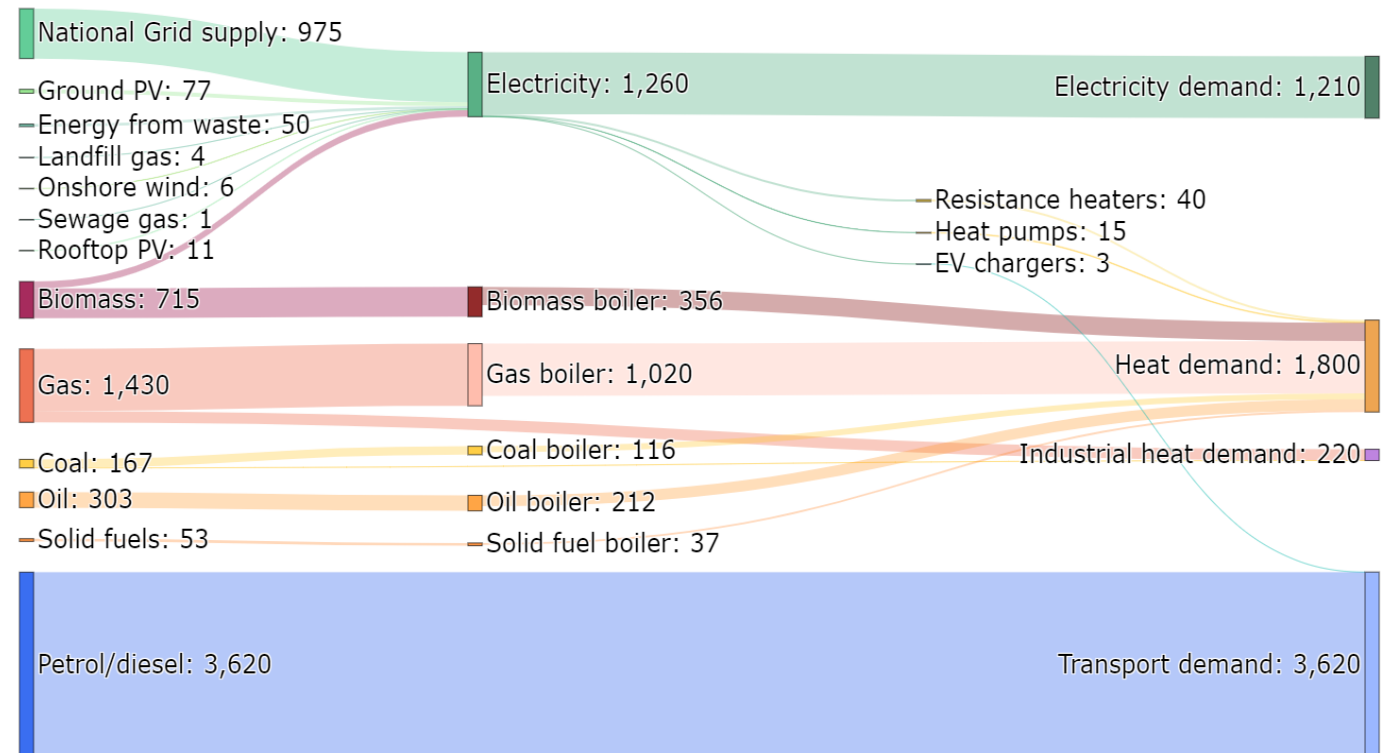 National Grid supply: 975
Ground PV: 77
Energy from waste: 50
Landfill gas: 4
Onshore wind: 6
Sewage gas: 1
Rooftop PV: 11
Biomass: 715
Gas: 1,430
Coal: 167
Oil: 303
Solid fuels: 53
Petrol/diesel: 3,620
Electricity: 1,260
Biomass boiler: 356
Gas boiler: 1,020
Coal boiler: 116
Oil boiler: 212
Solid fuel boiler: 37
Resistance heaters: 40
Heat pumps: 15
EV chargers: 3
Electricity demand: 1,210
Heat demand: 1,800
Industrial heat demand: 220
Transport demand: 3,620